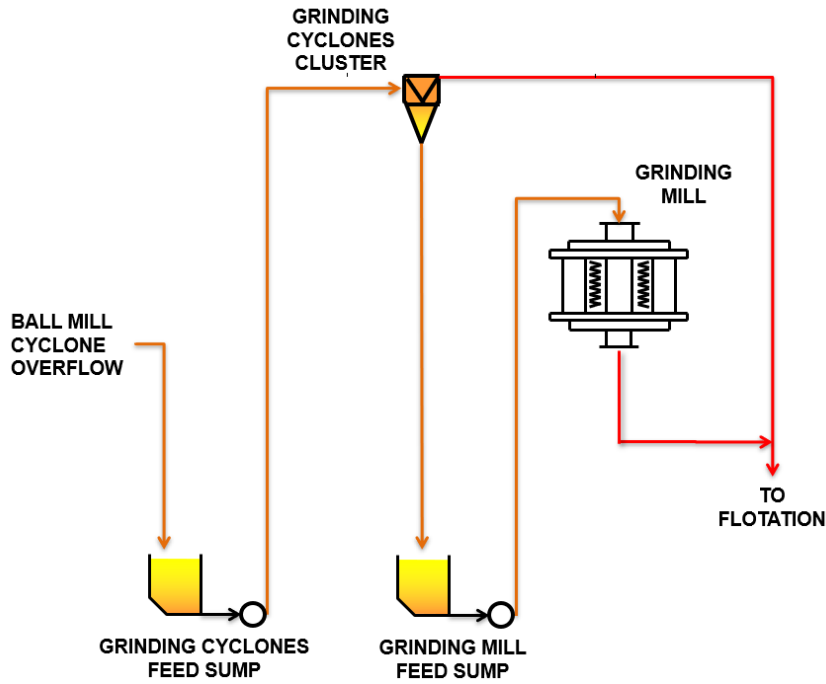 GRINDING
CYCLONES
CLUSTER
GRINDING
MILL
BALL MILL
CYCLONE
OVERFLOW
TO
FLOTATION
GRINDING CYCLONES
FEED SUMP
GRINDING MILL
FEED SUMP